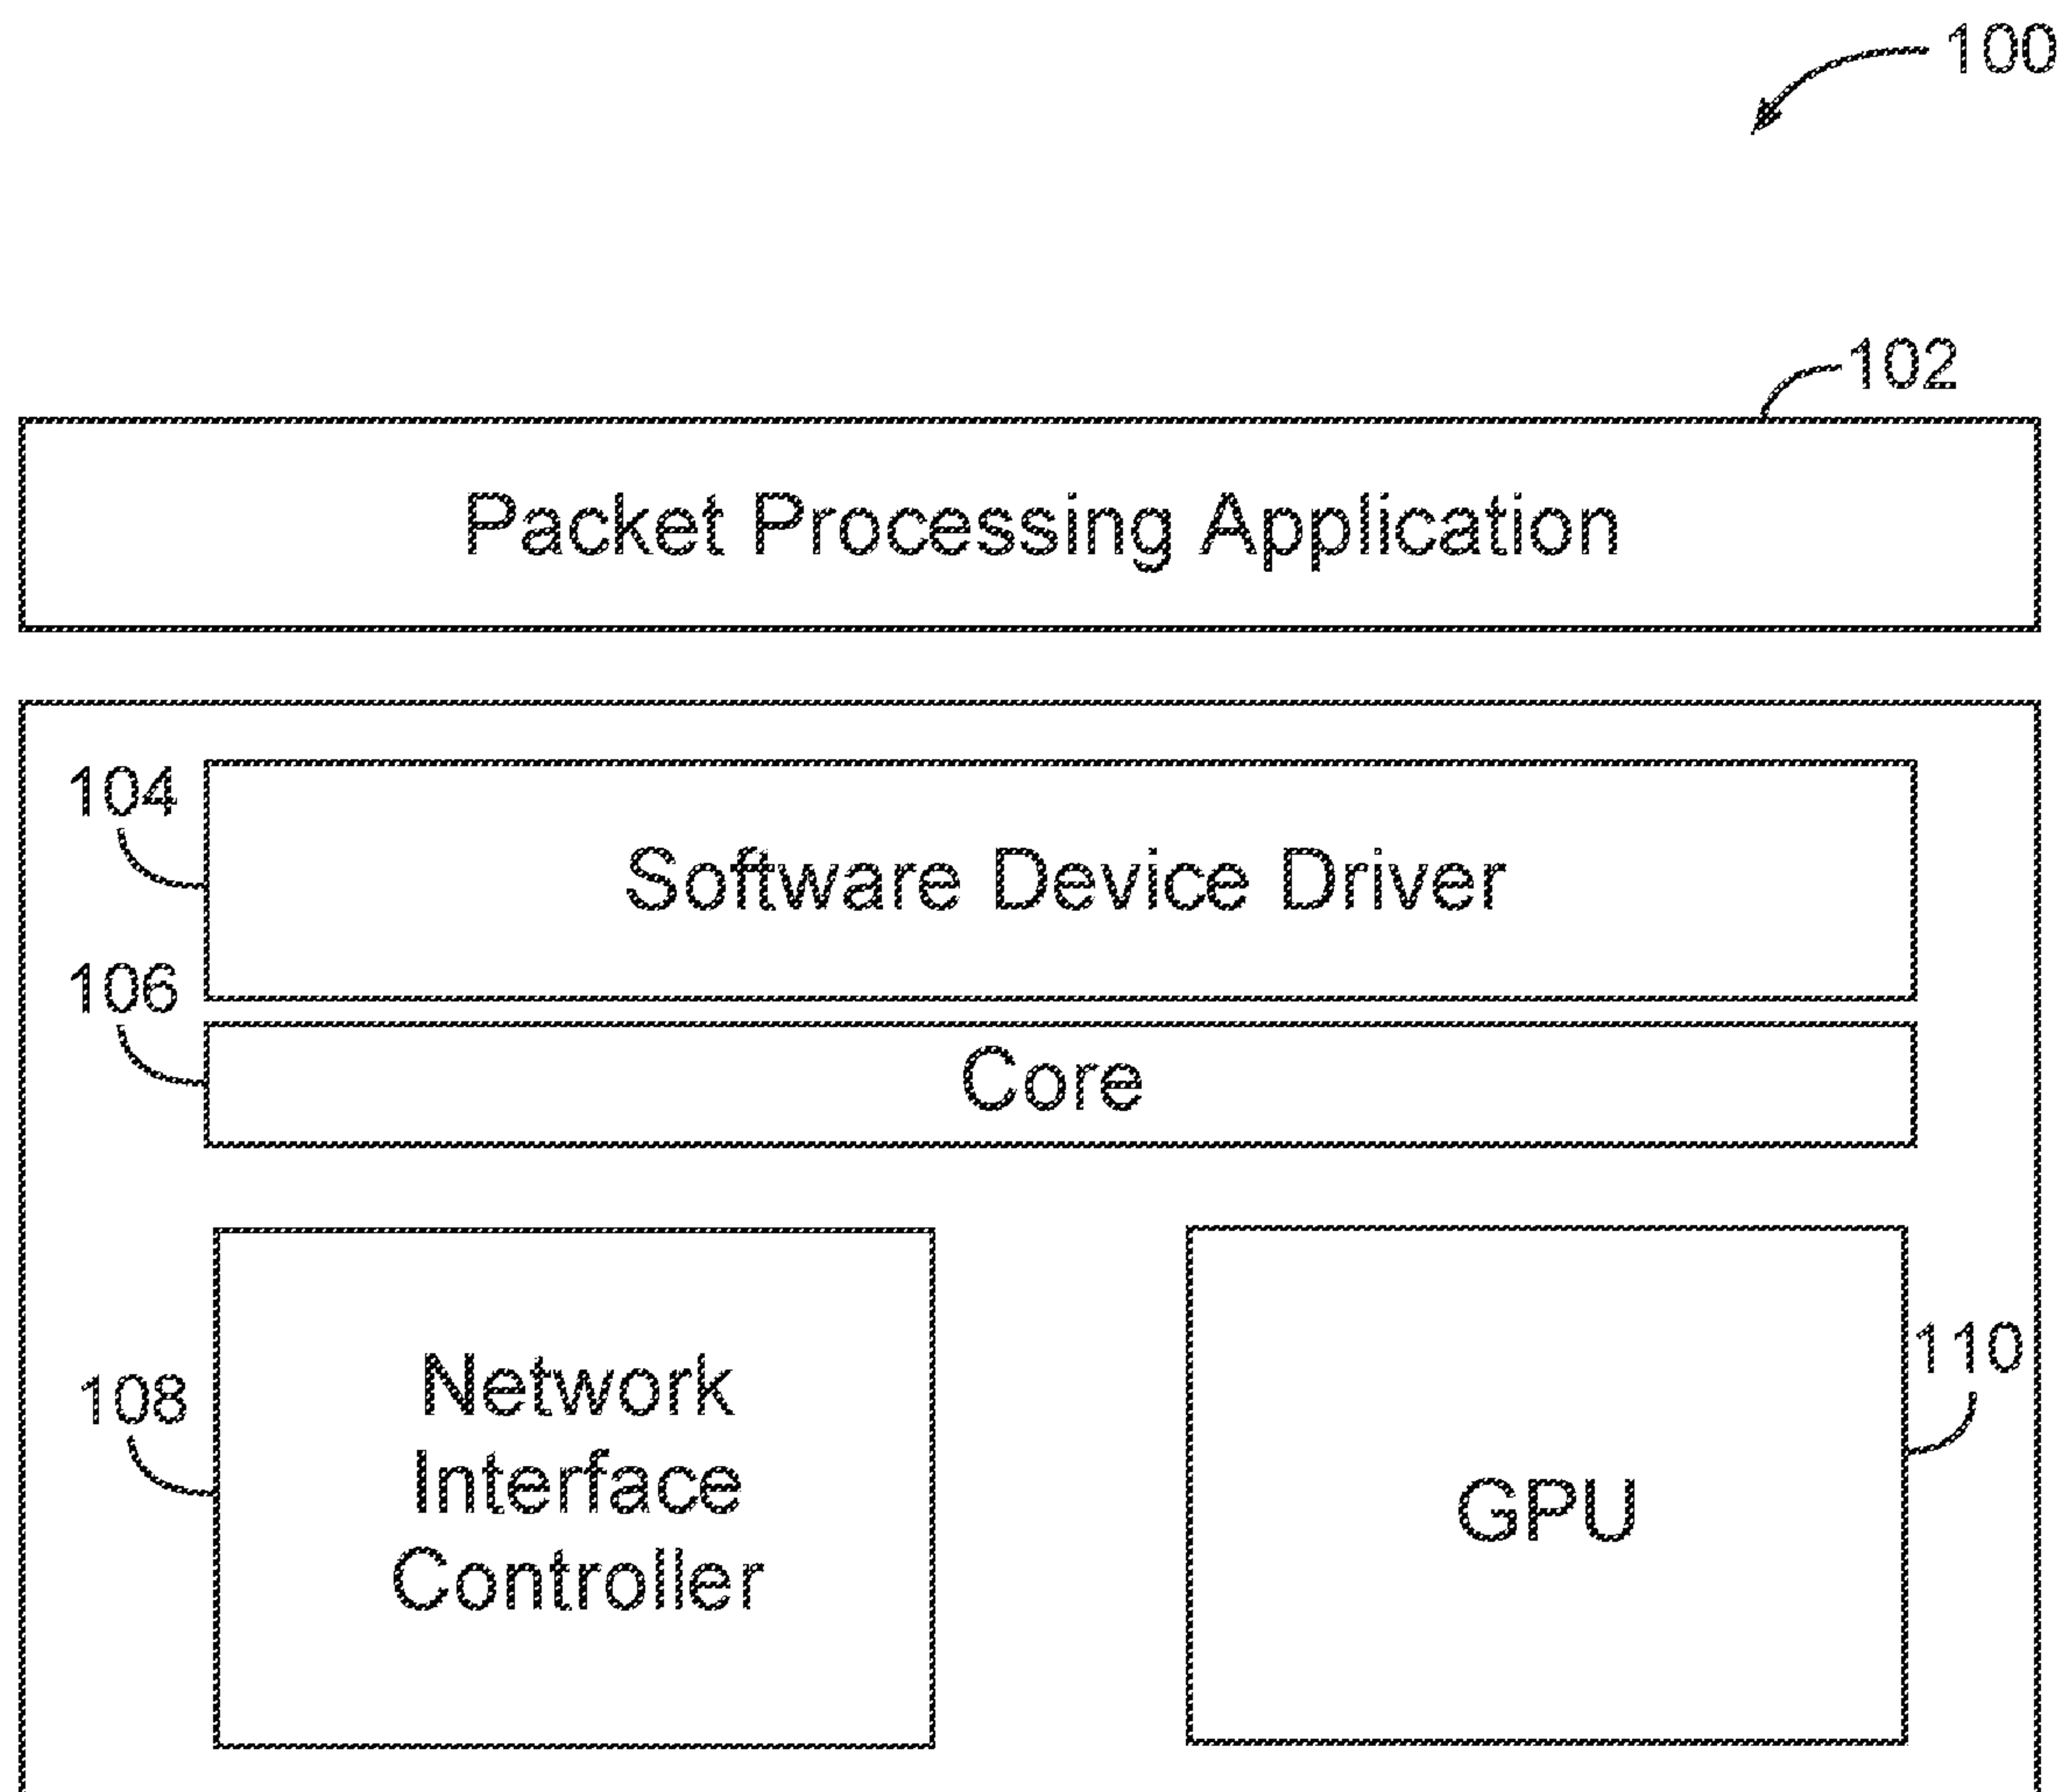 100
102
Packet Processing Application
104
Software Device Driver
106
Core
108
Network
Interface
Controller
110
GPU